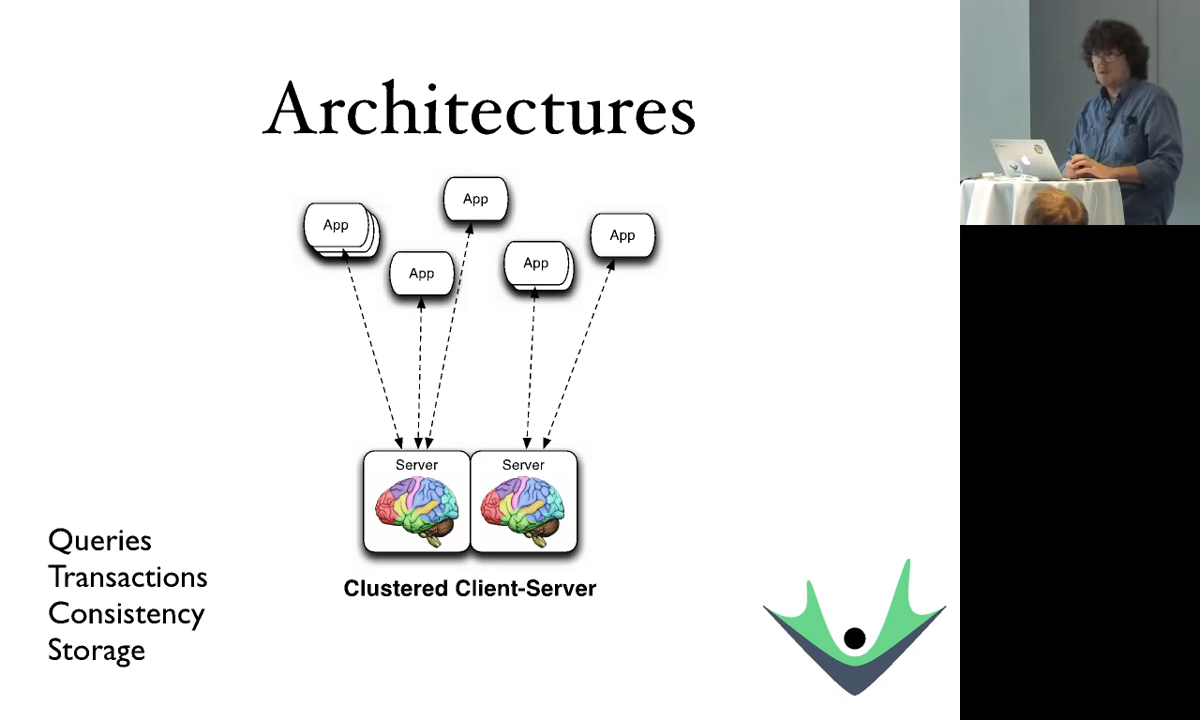 Architectures
App
App
App
App
App
Server
Server
Queries
Transactions
Consistency
Storage
Clustered Client-Server